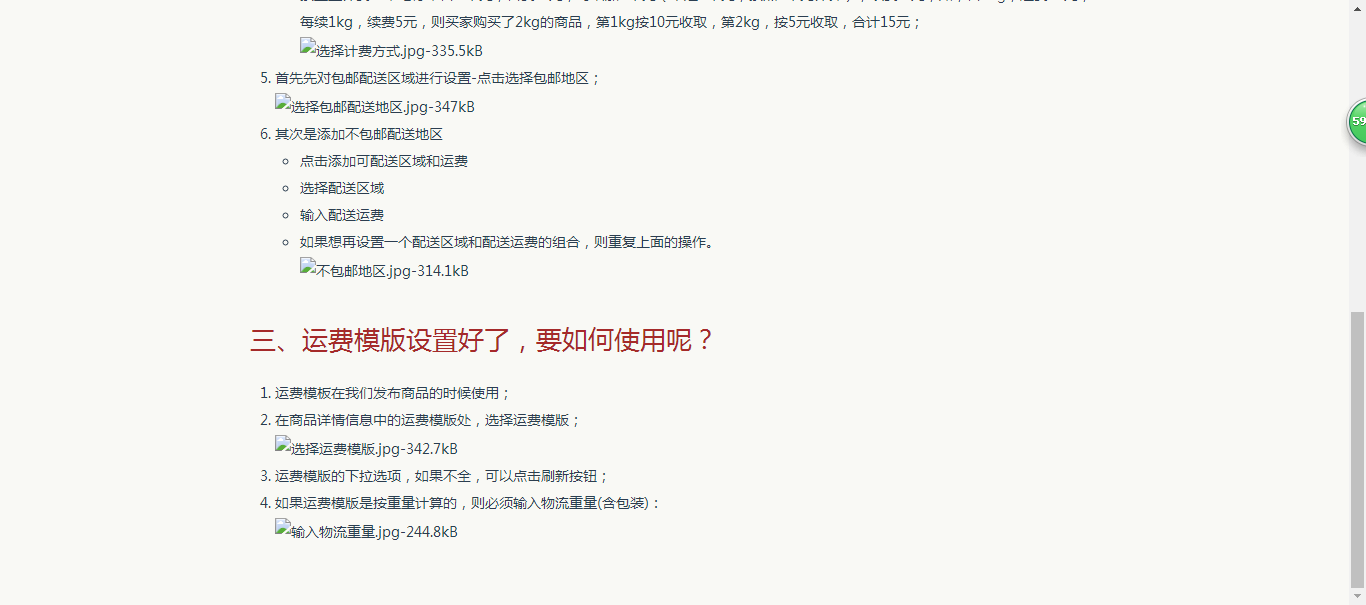 每续1kg，续费5元，则买家购买了2kg的商品，第1kg按10元收取，第2kg，按5元收取，合计15元；
选择计费方式.jpg-335.5kB
5. 首先先对包邮配送区域进行设置-点击选择包邮地区；
选择包邮配送地区.jpg-347kB
6. 其次是添加不包邮配送地区
点击添加可配送区域和运费
选择配送区域
输入配送运费
如果想再设置一个配送区域和配送运费的组合，则重复上面的操作。
不包邮地区.jpg-314.1kB
三、运费模版设置好了，要如何使用呢？
1. 运费模板在我们发布商品的时候使用；
2. 在商品详情信息中的运费模版处，选择运费模版；
选择运费模版.jpg-342.7kB
3. 运费模版的下拉选项，如果不全，可以点击刷新按钮；
4. 如果运费模版是按重量计算的，则必须输入物流重量(含包装)：
输入物流重量.jpg-244.8kB
59